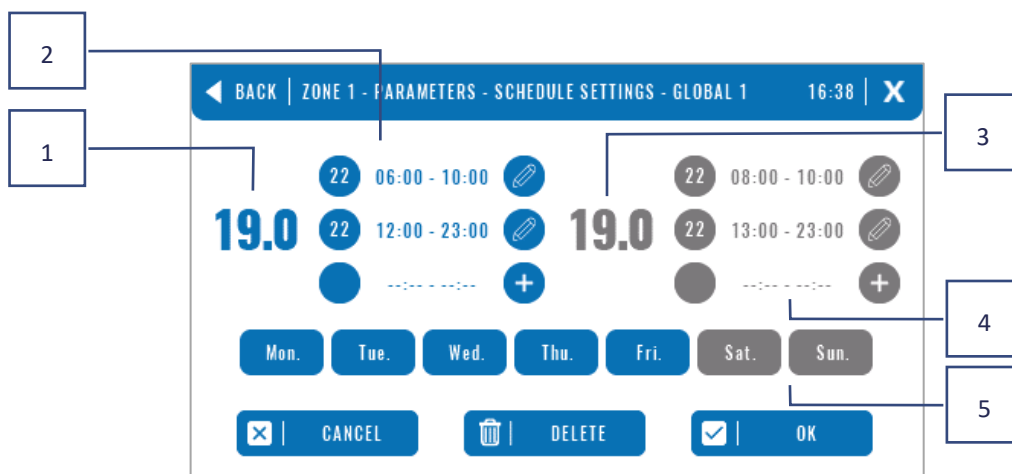 2
BACK ZONE 1 - PARAMETERS - SCHEDULE SETTINGS - GLOBAL 1 16:38 X
1
3
22 06:00 - 10:00
22 08:00 - 10:00
19.0 22 12:00 - 23:00
19.0 22 13:00 - 23:00
--:-- - --:-- +
--:-- - --:-- +
4
Mon. Tue. Wed. Thu. Fri. Sat. Sun.
5
CANCEL DELETE OK